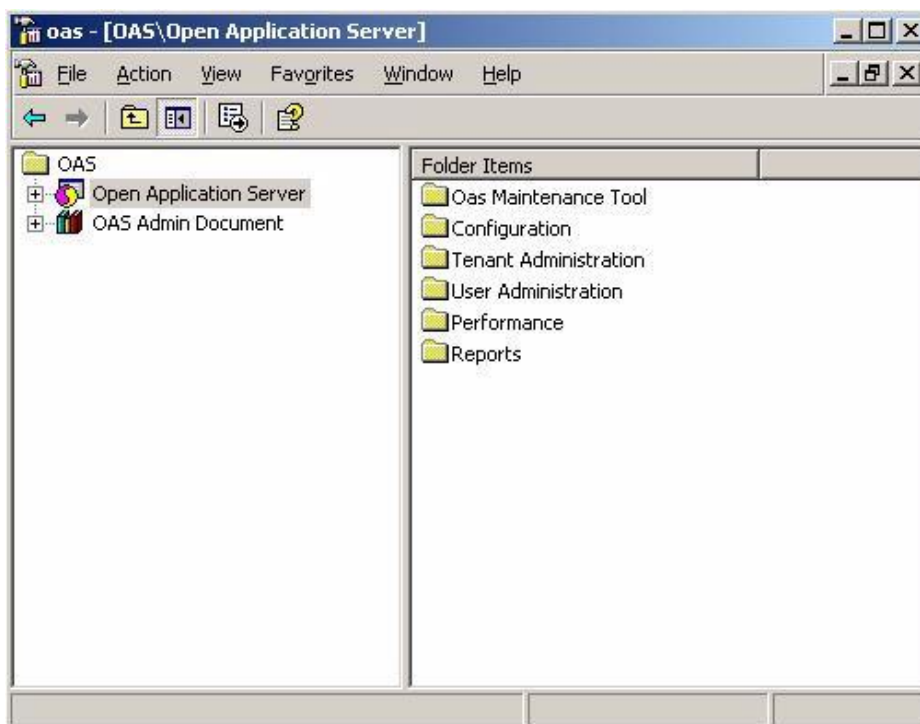 oas - [OAS\Open Application Server]
File Action View Favorites Window Help
OAS
Open Application Server
OAS Admin Document
Folder Items
Oas Maintenance Tool
Configuration
Tenant Administration
User Administration
Performance
Reports